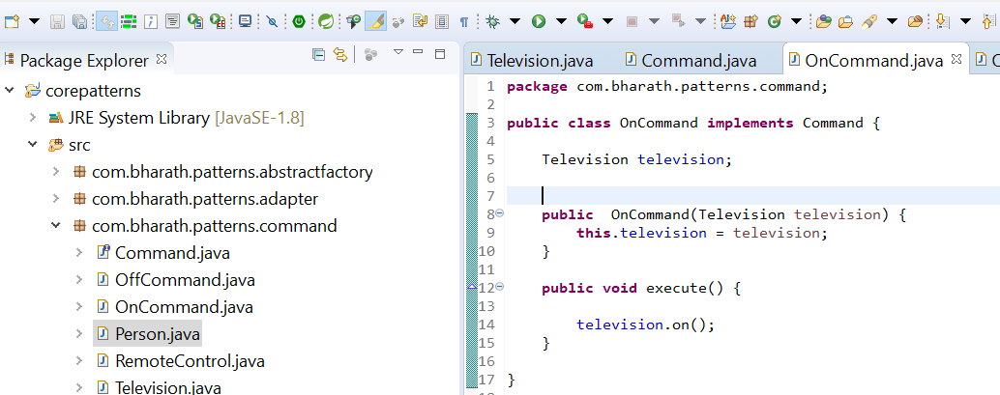 Package Explorer
corepatterns
JRE System Library [JavaSE-1.8]
src
com.bharath.patterns.abstractfactory
com.bharath.patterns.adapter
com.bharath.patterns.command
Command.java
OffCommand.java
OnCommand.java
Person.java
RemoteControl.java
Television.java
Television.java Command.java OnCommand.java
1 package com.bharath.patterns.command;
2
3 public class OnCommand implements Command {
4
5 Television television;
6
7
8 public  OnCommand(Television television) {
9 this.television = television;
10 }
11
12 public void execute() {
13
14 television.on();
15 }
16
17 }